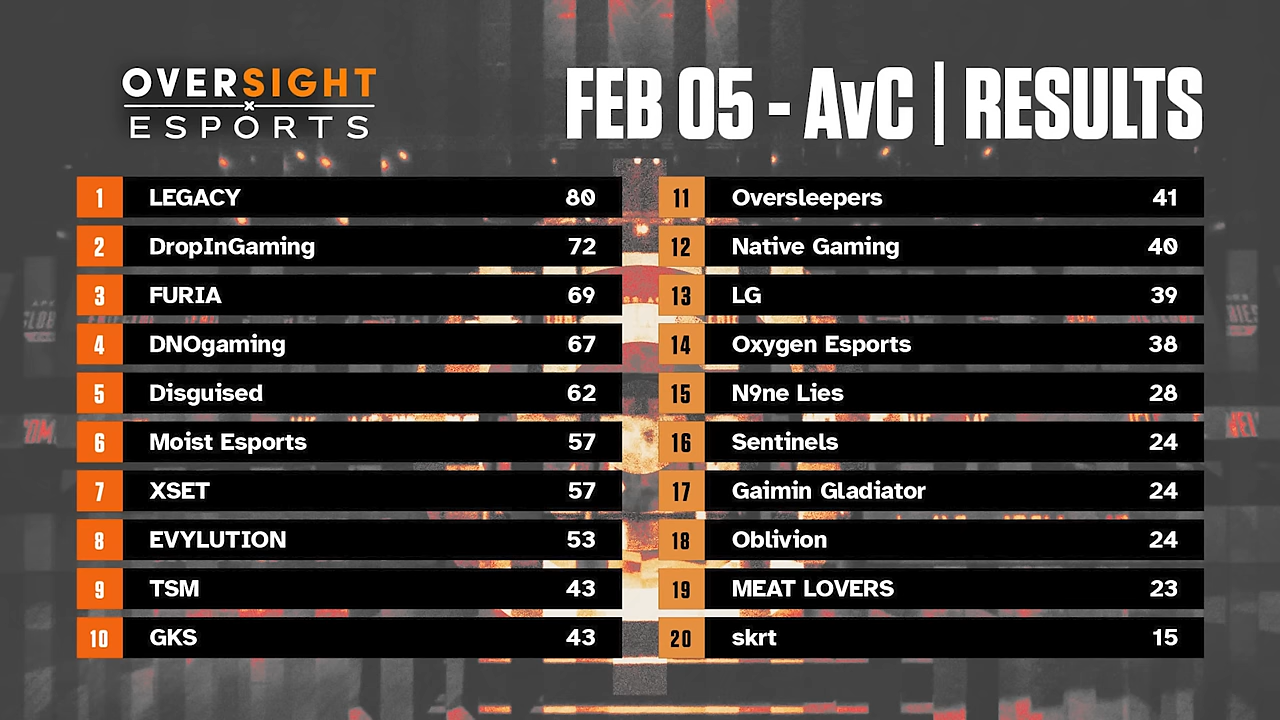 OVERSIGHT
ESPORTS
FEB 05 - AvC | RESULTS
1 LEGACY 80
2 DropInGaming 72
3 FURIA 69
4 DNOgaming 67
5 Disguised 62
6 Moist Esports 57
7 XSET 57
8 EVYLUTION 53
9 TSM 43
10 GKS 43
11 Oversleepers 41
12 Native Gaming 40
13 LG 39
14 Oxygen Esports 38
15 N9ne Lies 28
16 Sentinels 24
17 Gaimin Gladiator 24
18 Oblivion 24
19 MEAT LOVERS 23
20 skrt 15